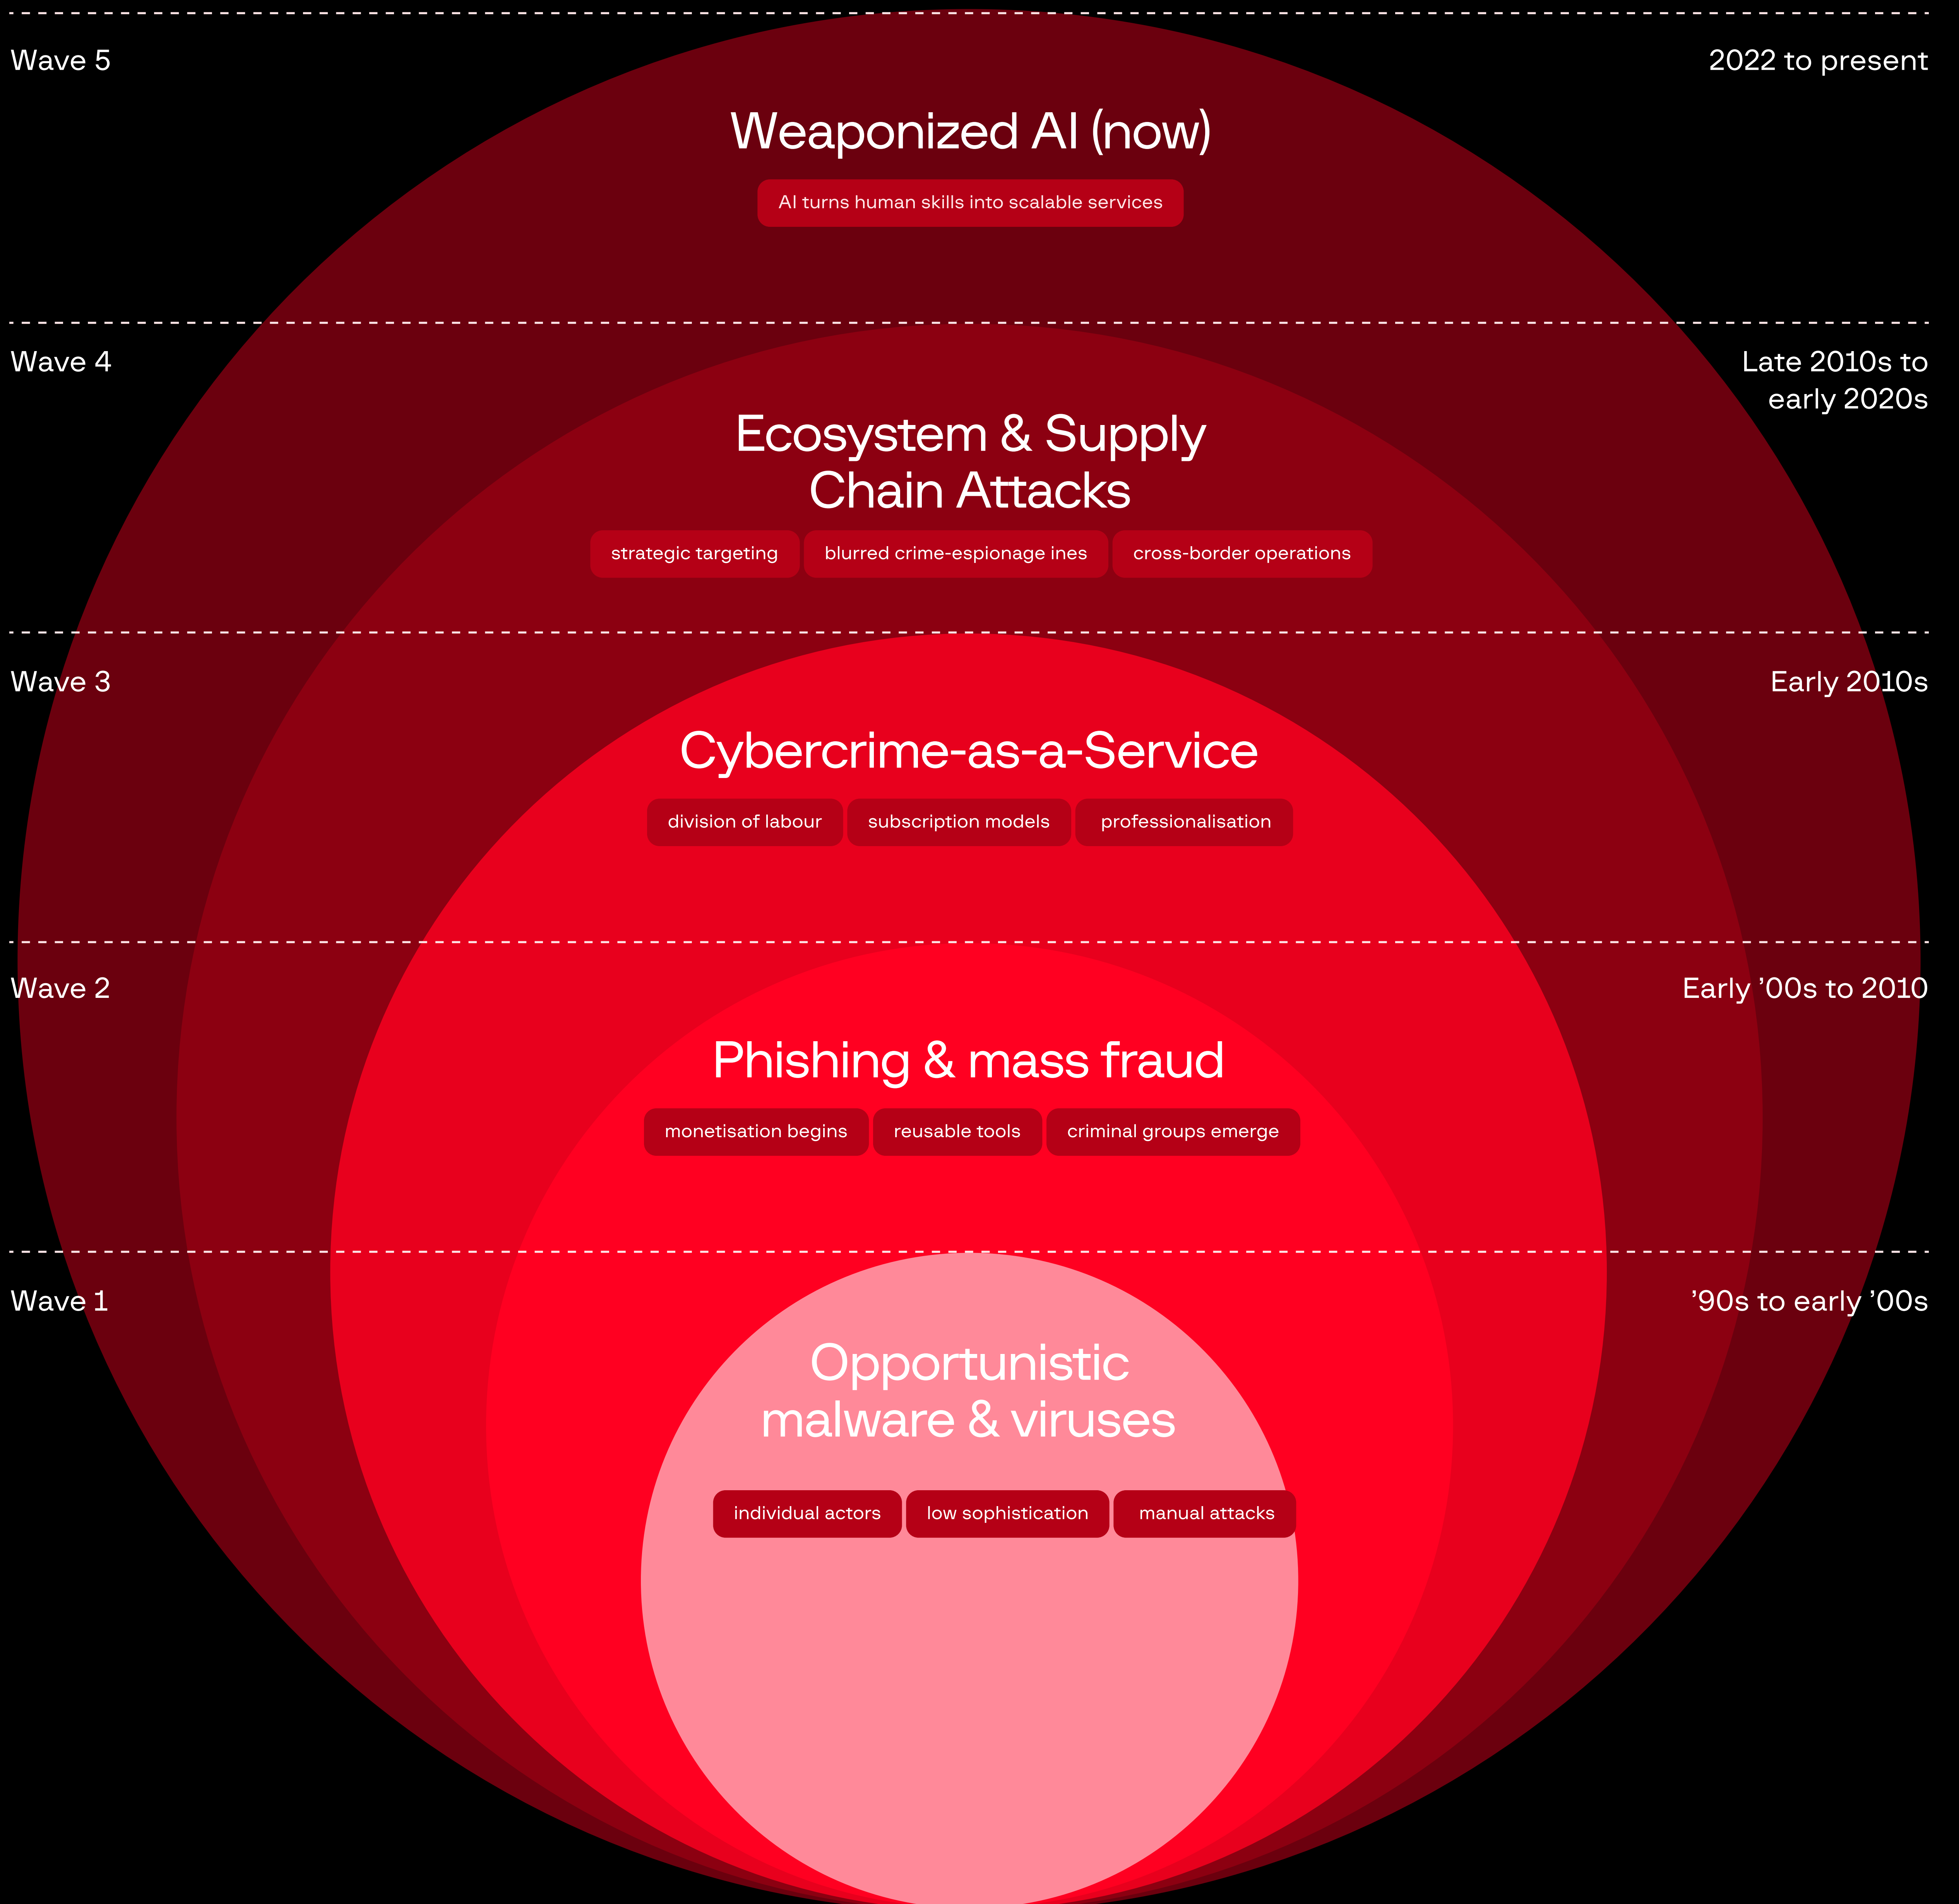 Wave 5
2022 to present
Weaponized AI (now)
AI turns human skills into scalable services
Wave 4
Late 2010s to
early 2020s
Ecosystem & Supply
Chain Attacks
strategic targeting
blurred crime-espionage ines
cross-border operations
Wave 3
Early 2010s
Cybercrime-as-a-Service
division of labour
subscription models
professionalisation
Wave 2
Early ’00s to 2010
Phishing & mass fraud
monetisation begins
reusable tools
criminal groups emerge
Wave 1
’90s to early ’00s
Opportunistic
malware & viruses
individual actors
low sophistication
manual attacks